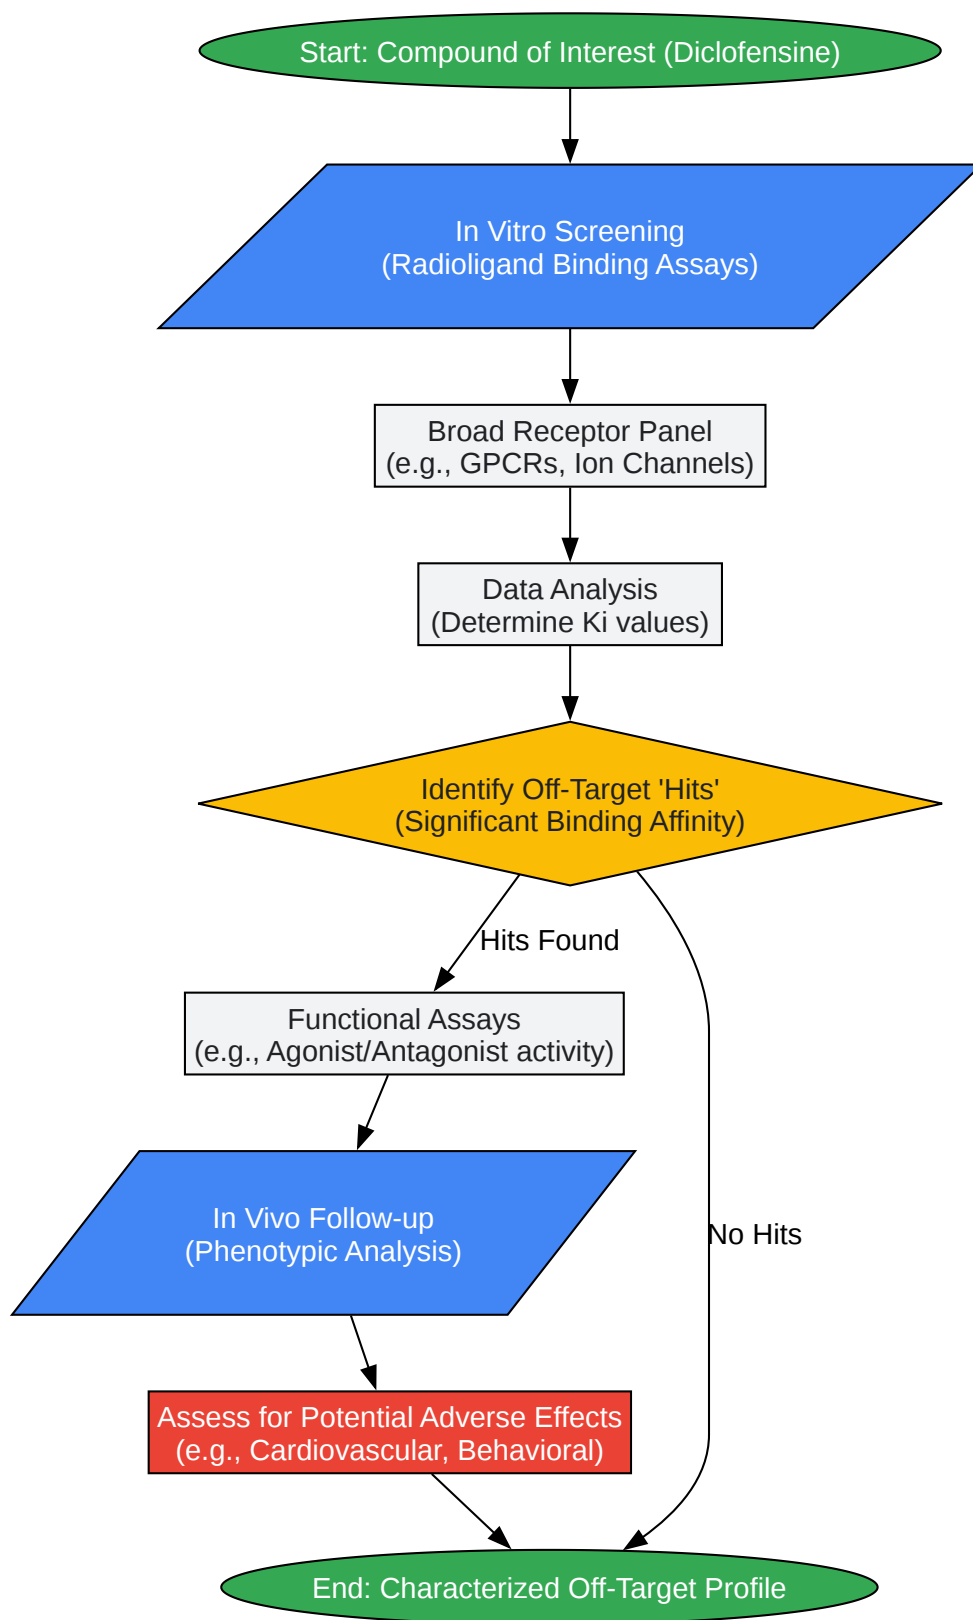 Start: Compound of Interest (Diclofensine)
In Vitro Screening
(Radioligand Binding Assays)
Broad Receptor Panel
(e.g., GPCRs, Ion Channels)
Data Analysis
(Determine Ki values)
Identify Off-Target 'Hits'
(Significant Binding Affinity)
Hits Found
Functional Assays
(e.g., Agonist/Antagonist activity)
In Vivo Follow-up
(Phenotypic Analysis)
No Hits
Assess for Potential Adverse Effects
(e.g., Cardiovascular, Behavioral)
End: Characterized Off-Target Profile